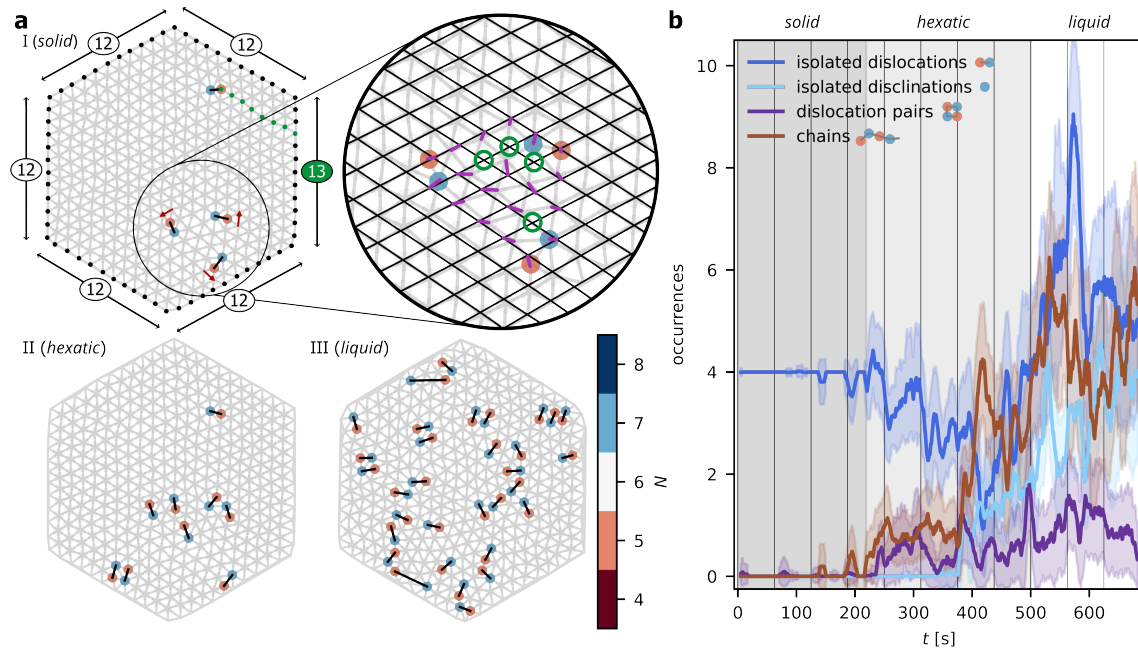 a
I (solid)
12
12
12
13
12
12
II (hexatic)
III (liquid)
8
7
6
5
4
N
b
solid
hexatic
liquid
isolated dislocations
isolated disclinations
dislocation pairs
chains
10
8
6
4
2
0
occurrences
0 100 200 300 400 500 600
t [s]